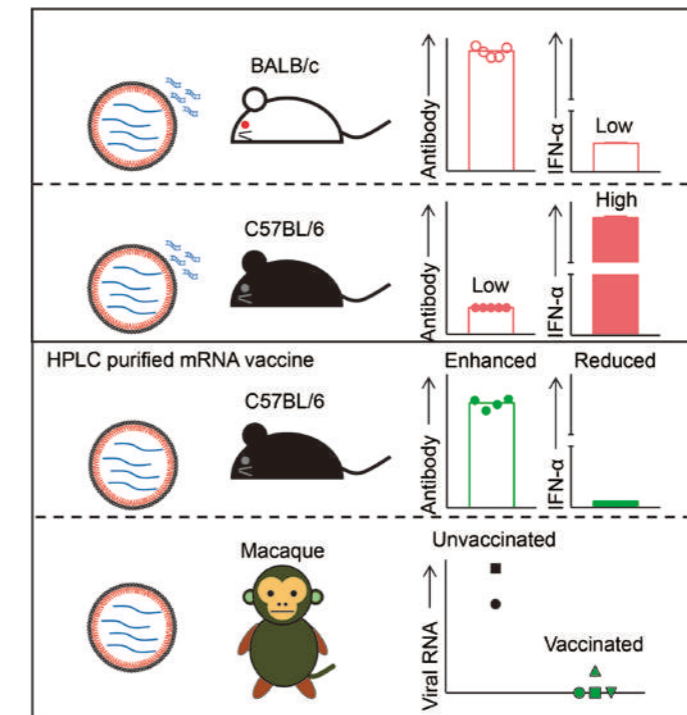 BALB/c
Antibody
IFN-α
Low
C57BL/6
Antibody
Low
IFN-α
High
HPLC purified mRNA vaccine
C57BL/6
Enhanced
Reduced
Antibody
IFN-α
Macaque
Unvaccinated
Viral RNA
Vaccinated